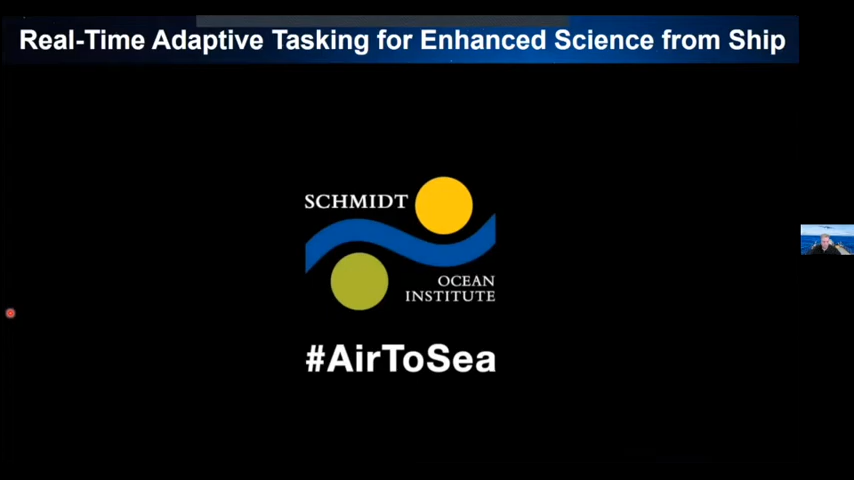 Real-Time Adaptive Tasking for Enhanced Science from Ship
SCHMIDT
OCEAN
INSTITUTE
#AirToSea